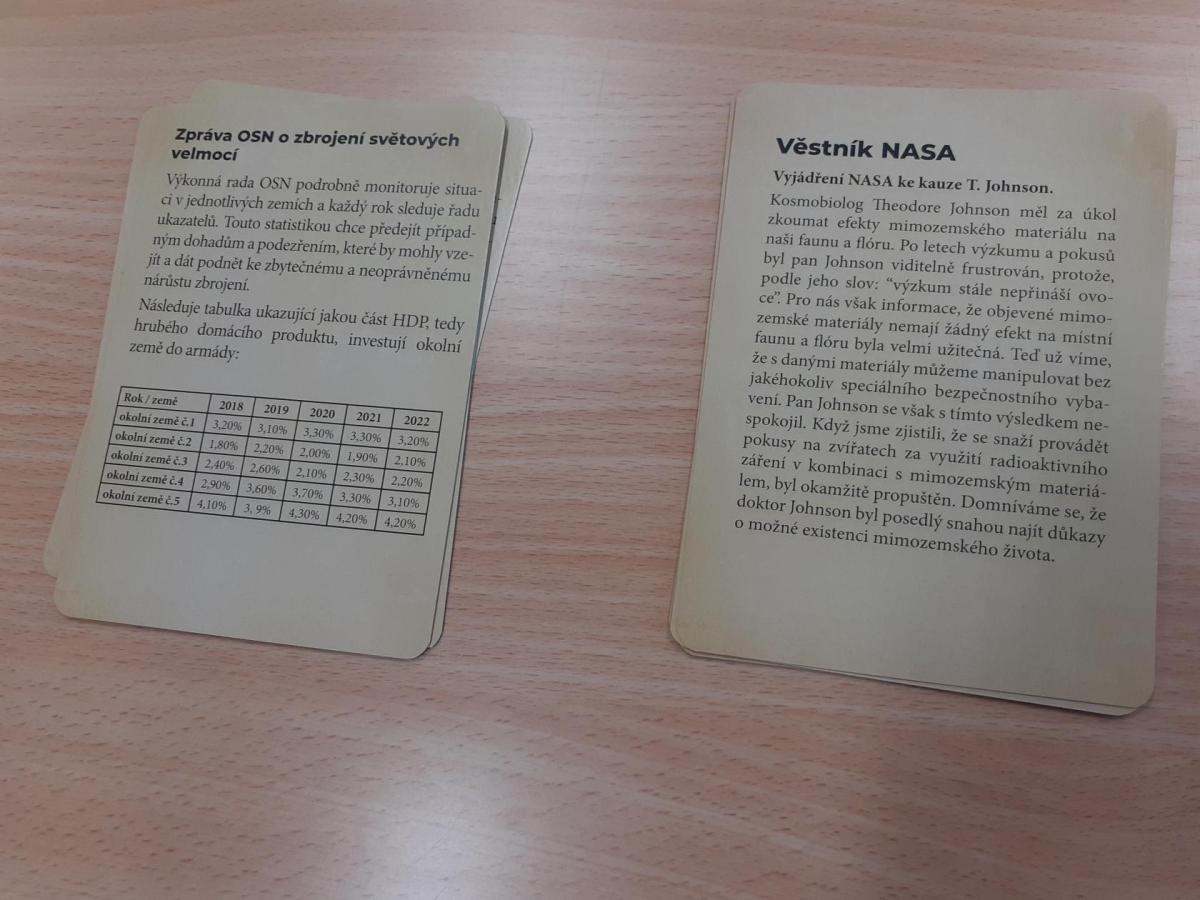 Zpráva OSN o zbrojení světových
velmocí
Výkonná rada OSN podrobně monitoruje situa-
ci v jednotlivých zemích a každý rok sleduje řadu
ukazatelů. Touto statistikou chce předejít případ-
ným dohadům a podezřením, které by mohly vze-
jít a dát podnět ke zbytečnému a neoprávněnému
nárůstu zbrojení.
Následuje tabulka ukazující jakou část HDP, tedy
hrubého domácího produktu, investují okolní
země do armády:
Rok / země 2018 2019 2020 2021 2022
okolní země č.1 3,20% 3,10% 3,30% 3,30% 3,20%
okolní země č.2 1,80% 2,20% 2,00% 1,90% 2,10%
okolní země č.3 2,40% 2,60% 2,10% 2,30% 2,20%
okolní země č.4 2,90% 3,60% 3,70% 3,30% 3,10%
okolní země č.5 4,10% 3, 9% 4,30% 4,20% 4,20%
Věstník NASA
Vyjádření NASA ke kauze T. Johnson.
Kosmobiolog Theodore Johnson měl za úkol
zkoumat efekty mimozemského materiálu na
naši faunu a flóru. Po letech výzkumu a pokusů
byl pan Johnson viditelně frustrován, protože,
podle jeho slov: “výzkum stále nepřináší ovo-
ce”. Pro nás však informace, že objevené mimo-
zemské materiály nemají žádný efekt na místní
faunu a flóru byla velmi užitečná. Teď už víme,
že s danými materiály můžeme manipulovat bez
jakéhokoliv speciálního bezpečnostního vyba-
vení. Pan Johnson se však s tímto výsledkem ne-
spokojil. Když jsme zjistili, že se snaží provádět
pokusy na zvířatech za využití radioaktivního
záření v kombinaci s mimozemským materiá-
lem, byl okamžitě propuštěn. Domníváme se, že
doktor Johnson byl posedlý snahou najít důkazy
o možné existenci mimozemského života.